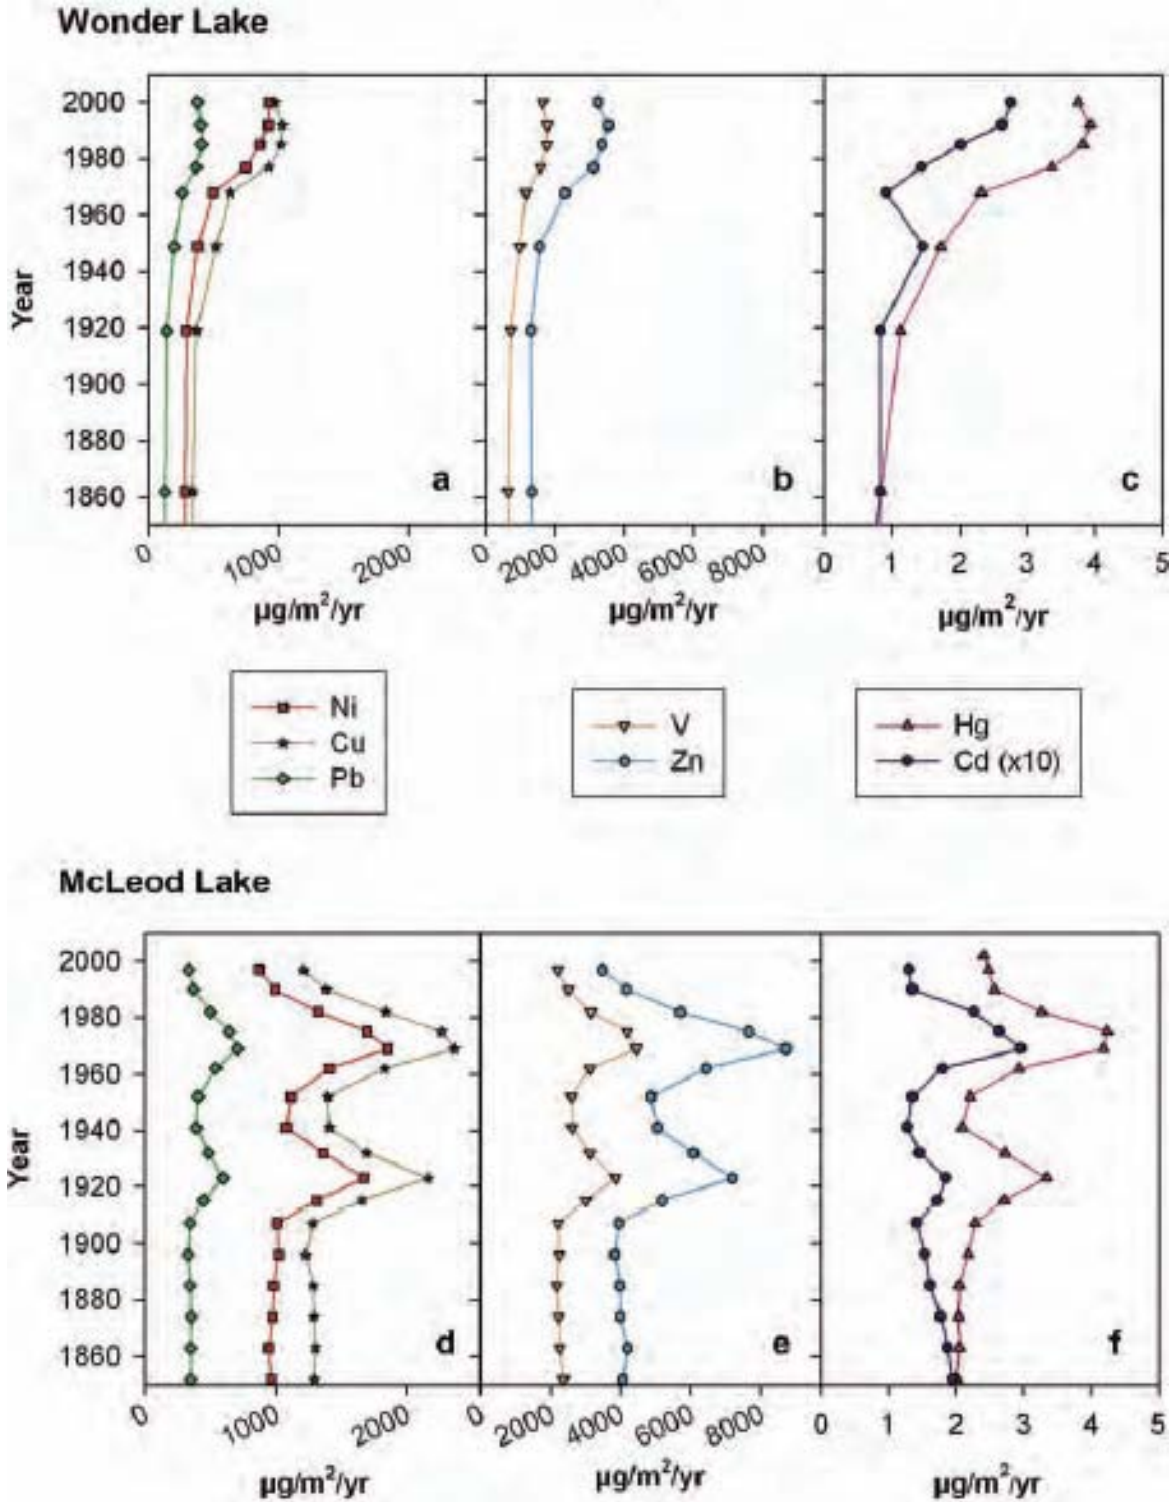 Wonder Lake
2000
1980
1960
1940
1920
1900
1880
1860
Year
a
b
c
0
1000
2000
0
2000
4000
6000
8000
0
1
2
3
4
5
µg/m²/yr
µg/m²/yr
µg/m²/yr
Ni
Cu
Pb
V
Zn
Hg
Cd (x10)
McLeod Lake
2000
1980
1960
1940
1920
1900
1880
1860
Year
d
e
f
0
1000
2000
0
2000
4000
6000
8000
0
1
2
3
4
5
µg/m²/yr
µg/m²/yr
µg/m²/yr